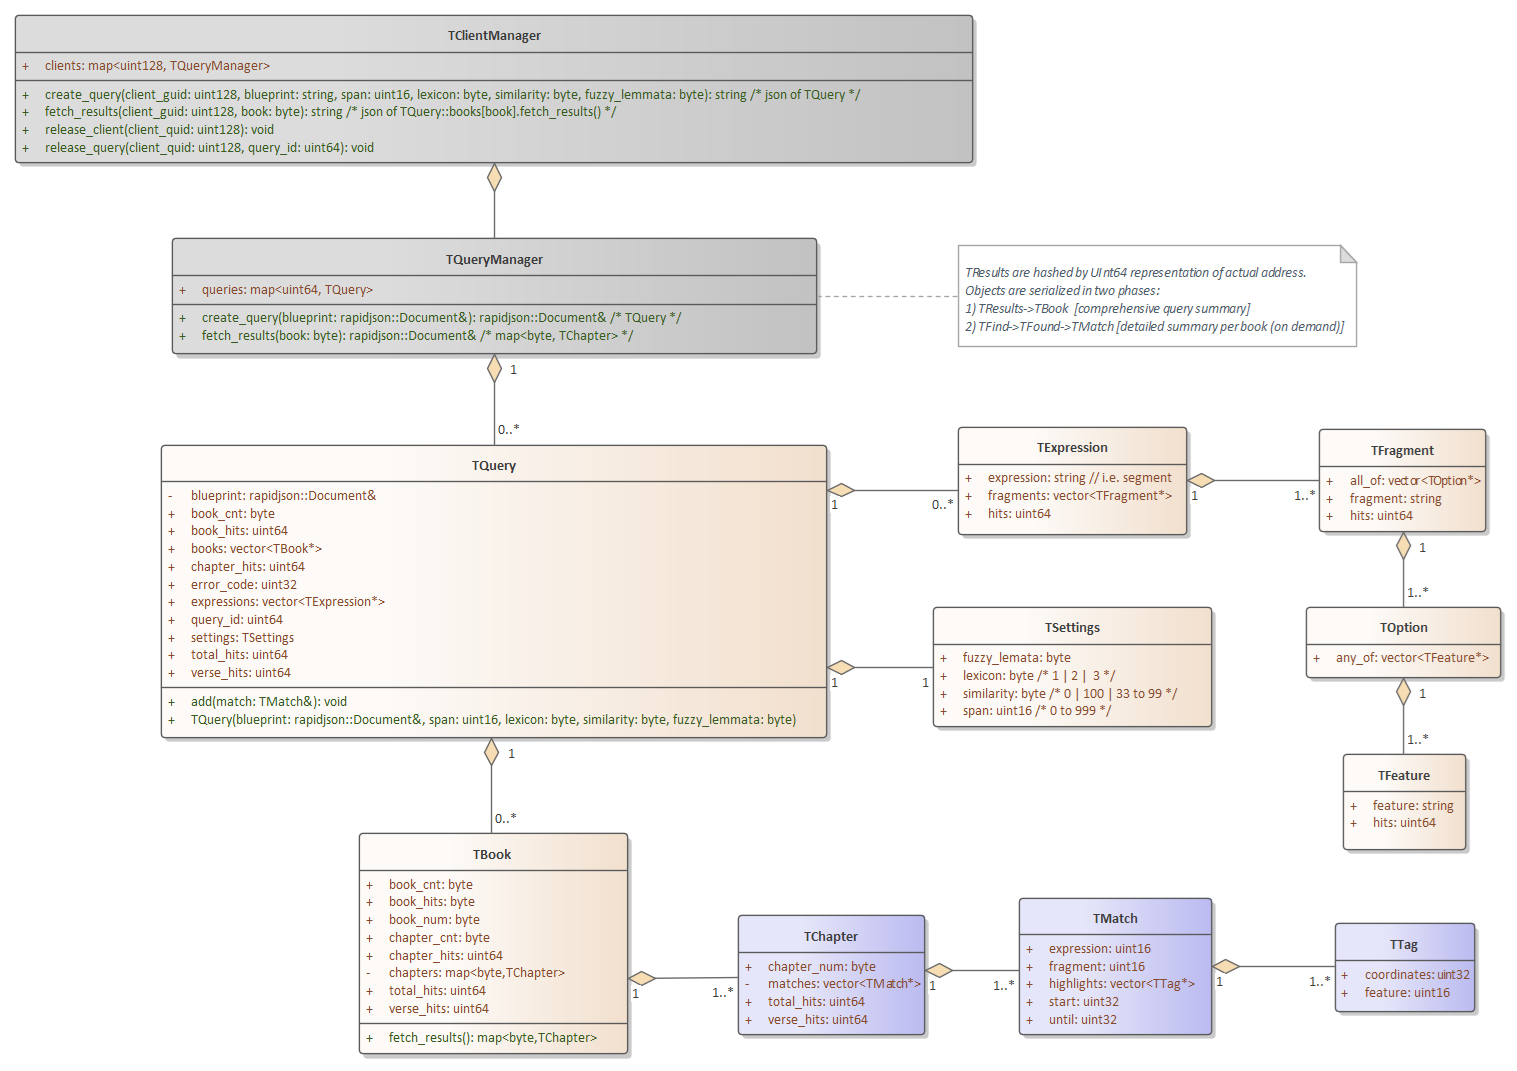 TClientManager
+ clients: map<uint128, TQueryManager>
+ create_query(client_guid: uint128, blueprint: string, span: uint16, lexicon: byte, similarity: byte, fuzzy_lemmata: byte): string /* json of TQuery */
+ fetch_results(client_guid: uint128, book: byte): string /* json of TQuery::books[book].fetch_results() */
+ release_client(client_quid: uint128): void
+ release_query(client_quid: uint128, query_id: uint64): void
TQueryManager
+ queries: map<uint64, TQuery>
+ create_query(blueprint: rapidjson::Document&): rapidjson::Document& /* TQuery */
+ fetch_results(book: byte): rapidjson::Document& /* map<byte, TChapter> */
TResults are hashed by UInt64 representation of actual address.
Objects are serialized in two phases:
1) TResults->TBook [comprehensive query summary]
2) TFind->TFound->TMatch [detailed summary per book (on demand)]
1
0..*
TQuery
- blueprint: rapidjson::Document&
+ book_cnt: byte
+ book_hits: uint64
+ books: vector<TBook*>
+ chapter_hits: uint64
+ error_code: uint32
+ expressions: vector<TExpression*>
+ query_id: uint64
+ settings: TSettings
+ total_hits: uint64
+ verse_hits: uint64
+ add(match: TMatch&): void
+ TQuery(blueprint: rapidjson::Document&, span: uint16, lexicon: byte, similarity: byte, fuzzy_lemmata: byte)
1
0..*
TExpression
+ expression: string // i.e. segment
+ fragments: vector<TFragment*>
+ hits: uint64
1
1..*
TFragment
+ all_of: vector<TOption*>
+ fragment: string
+ hits: uint64
1
1..*
TOption
+ any_of: vector<TFeature*>
1
1..*
TFeature
+ feature: string
+ hits: uint64
1
1
TSettings
+ fuzzy_lemata: byte
+ lexicon: byte /* 1 | 2 | 3 */
+ similarity: byte /* 0 | 100 | 33 to 99 */
+ span: uint16 /* 0 to 999 */
1
0..*
TBook
+ book_cnt: byte
+ book_hits: byte
+ book_num: byte
+ chapter_cnt: byte
+ chapter_hits: uint64
- chapters: map<byte,TChapter>
+ total_hits: uint64
+ verse_hits: uint64
+ fetch_results(): map<byte,TChapter>
1
1..*
TChapter
+ chapter_num: byte
- matches: vector<TMatch*>
+ total_hits: uint64
+ verse_hits: uint64
1
1..*
TMatch
+ expression: uint16
+ fragment: uint16
+ highlights: vector<TTag*>
+ start: uint32
+ until: uint32
1
1..*
TTag
+ coordinates: uint32
+ feature: uint16